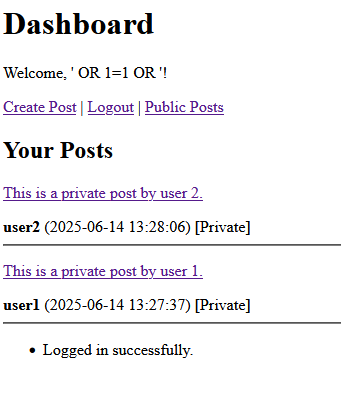 Dashboard
Welcome, ' OR 1=1 OR '!
Create Post | Logout | Public Posts
Your Posts
This is a private post by user 2.
user2 (2025-06-14 13:28:06) [Private]
This is a private post by user 1.
user1 (2025-06-14 13:27:37) [Private]
• Logged in successfully.